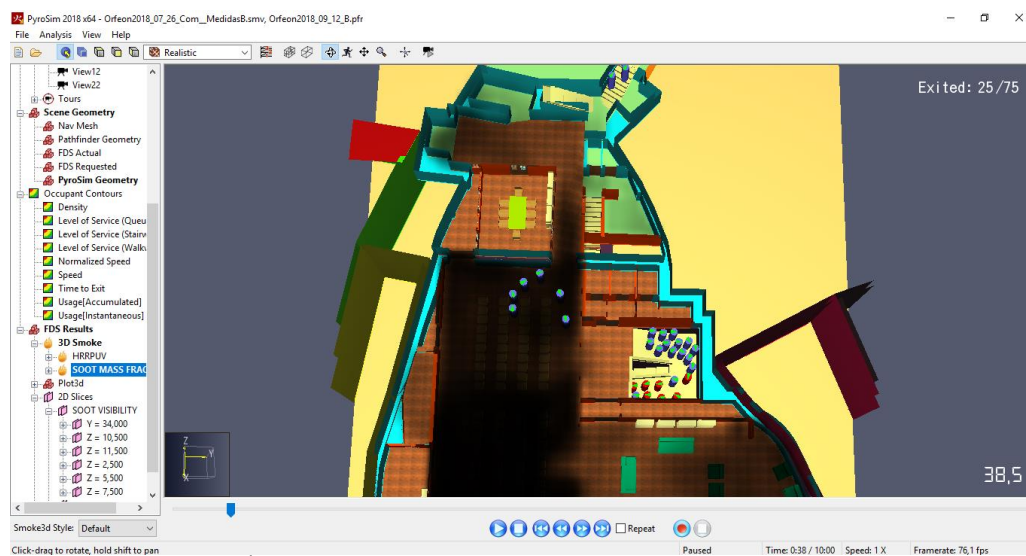 PyroSim 2018 x64 - Orfeon2018_07_26_Com__MedidasB.smv, Orfeon2018_09_12_B.pfr
File Analysis View Help
Realistic
View12
View22
Tours
Scene Geometry
Nav Mesh
Pathfinder Geometry
FDS Actual
FDS Requested
PyroSim Geometry
Occupant Contours
Density
Level of Service (Queu
Level of Service (Stairw
Level of Service (Walkw
Normalized Speed
Speed
Time to Exit
Usage[Accumulated]
Usage[Instantaneous]
FDS Results
3D Smoke
HRRPUV
SOOT MASS FRAC
Plot3d
2D Slices
SOOT VISIBILITY
Y = 34,000
Z = 10,500
Z = 11,500
Z = 2,500
Z = 5,500
Z = 7,500
Exited: 25/75
Z
Y
X
38,5
Smoke3d Style: Default
Repeat
Click-drag to rotate, hold shift to pan
Paused Time: 0:38 / 10:00 Speed: 1 X Framerate: 76,1 fps